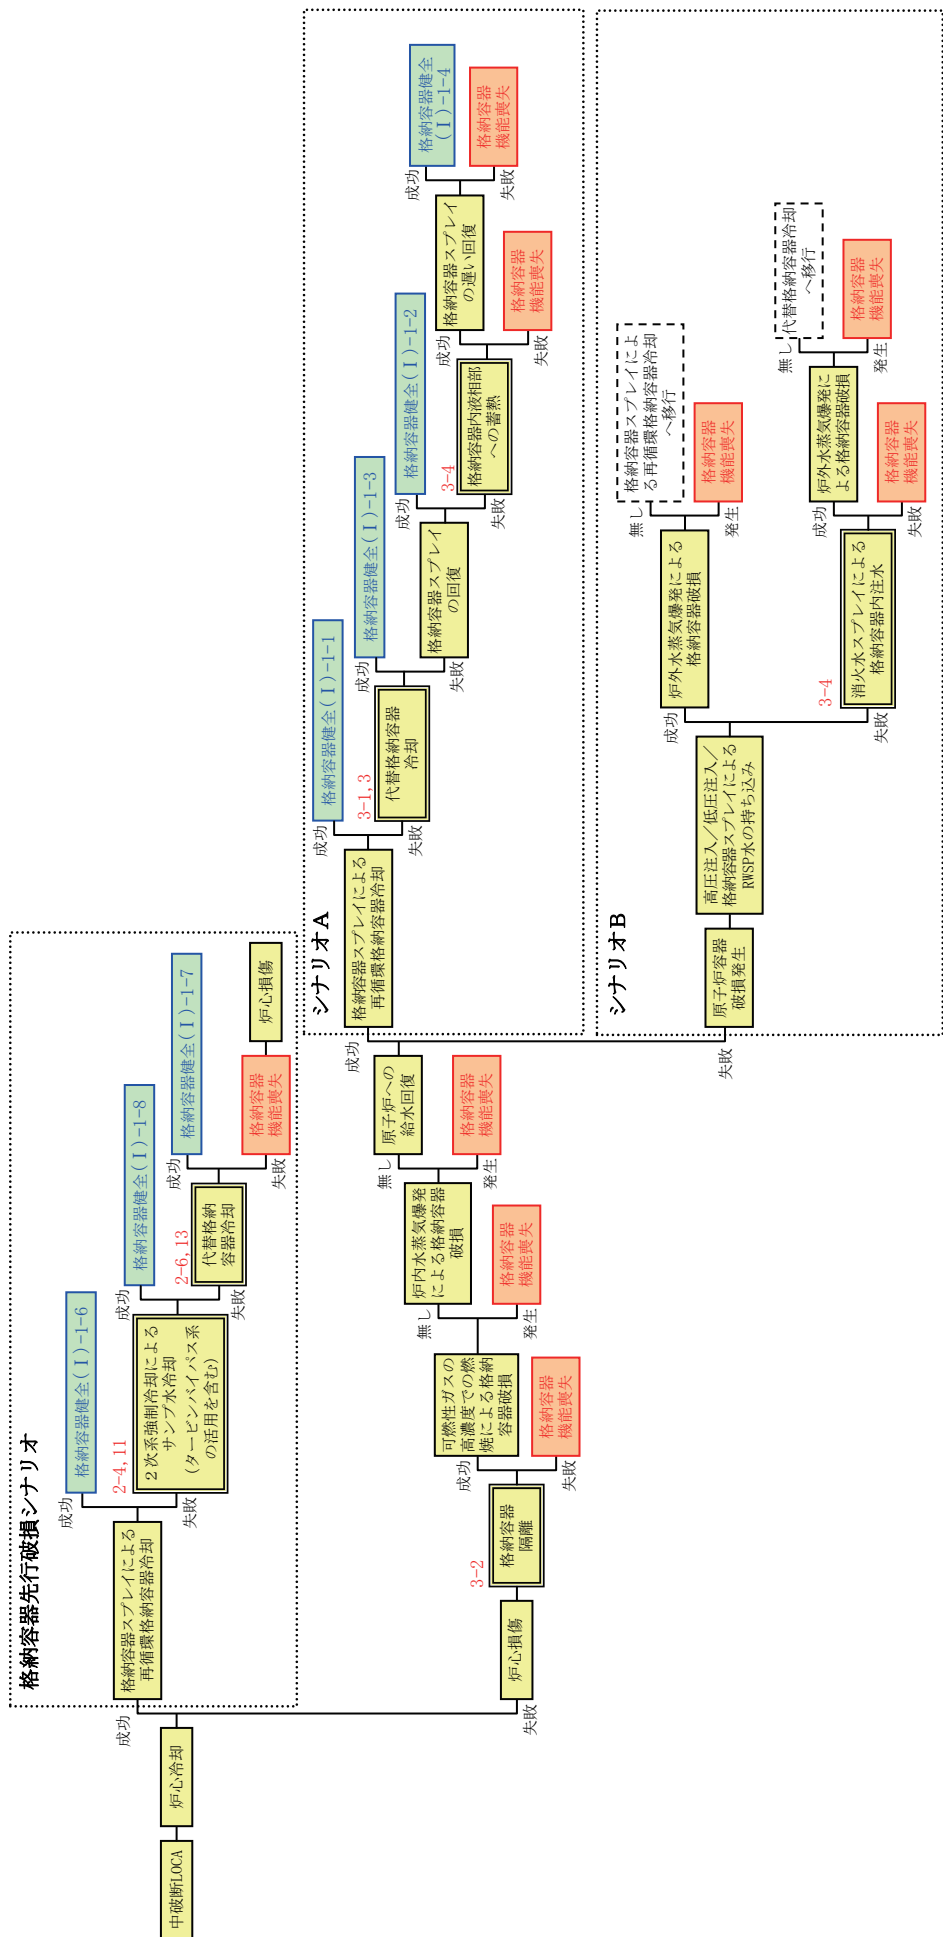 中破断LOCA
炉心冷却
成功
失敗
格納容器先行破損シナリオ
格納容器スプレイによる
再循環格納容器冷却
成功
格納容器健全(Ⅰ)-1-6
失敗
2-4, 11
2次系強制冷却による
サンプ水冷却
(タービンバイパス系
の活用を含む)
成功
格納容器健全(Ⅰ)-1-8
失敗
2-6, 13
代替格納
容器冷却
成功
格納容器健全(Ⅰ)-1-7
失敗
格納容器
機能喪失
炉心損傷
炉心損傷
3-2
格納容器
隔離
成功
失敗
格納容器
機能喪失
可燃性ガスの
高濃度での燃
焼による格納
容器破損
無し
発生
格納容器
機能喪失
炉内水蒸気爆発
による格納容器
破損
無し
発生
格納容器
機能喪失
原子炉への
給水回復
成功
失敗
シナリオA
格納容器スプレイによる
再循環格納容器冷却
成功
格納容器健全(Ⅰ)-1-1
失敗
3-1, 3
代替格納容器
冷却
成功
格納容器健全(Ⅰ)-1-3
失敗
格納容器スプレイ
の回復
成功
格納容器健全(Ⅰ)-1-2
失敗
3-4
格納容器内液相部
への蓄熱
成功
失敗
格納容器
機能喪失
格納容器スプレイ
の遅い回復
成功
格納容器健全
(Ⅰ)-1-4
失敗
格納容器
機能喪失
シナリオB
原子炉容器
破損発生
高圧注入/低圧注入/
格納容器スプレイによる
RWSP水の持ち込み
成功
炉外水蒸気爆発による
格納容器破損
無し
格納容器スプレイによ
る再循環格納容器冷却
へ移行
発生
格納容器
機能喪失
失敗
3-4
消火水スプレイによる
格納容器内注水
成功
炉外水蒸気爆発に
よる格納容器破損
無し
代替格納容器冷却
へ移行
発生
格納容器
機能喪失
失敗
格納容器
機能喪失